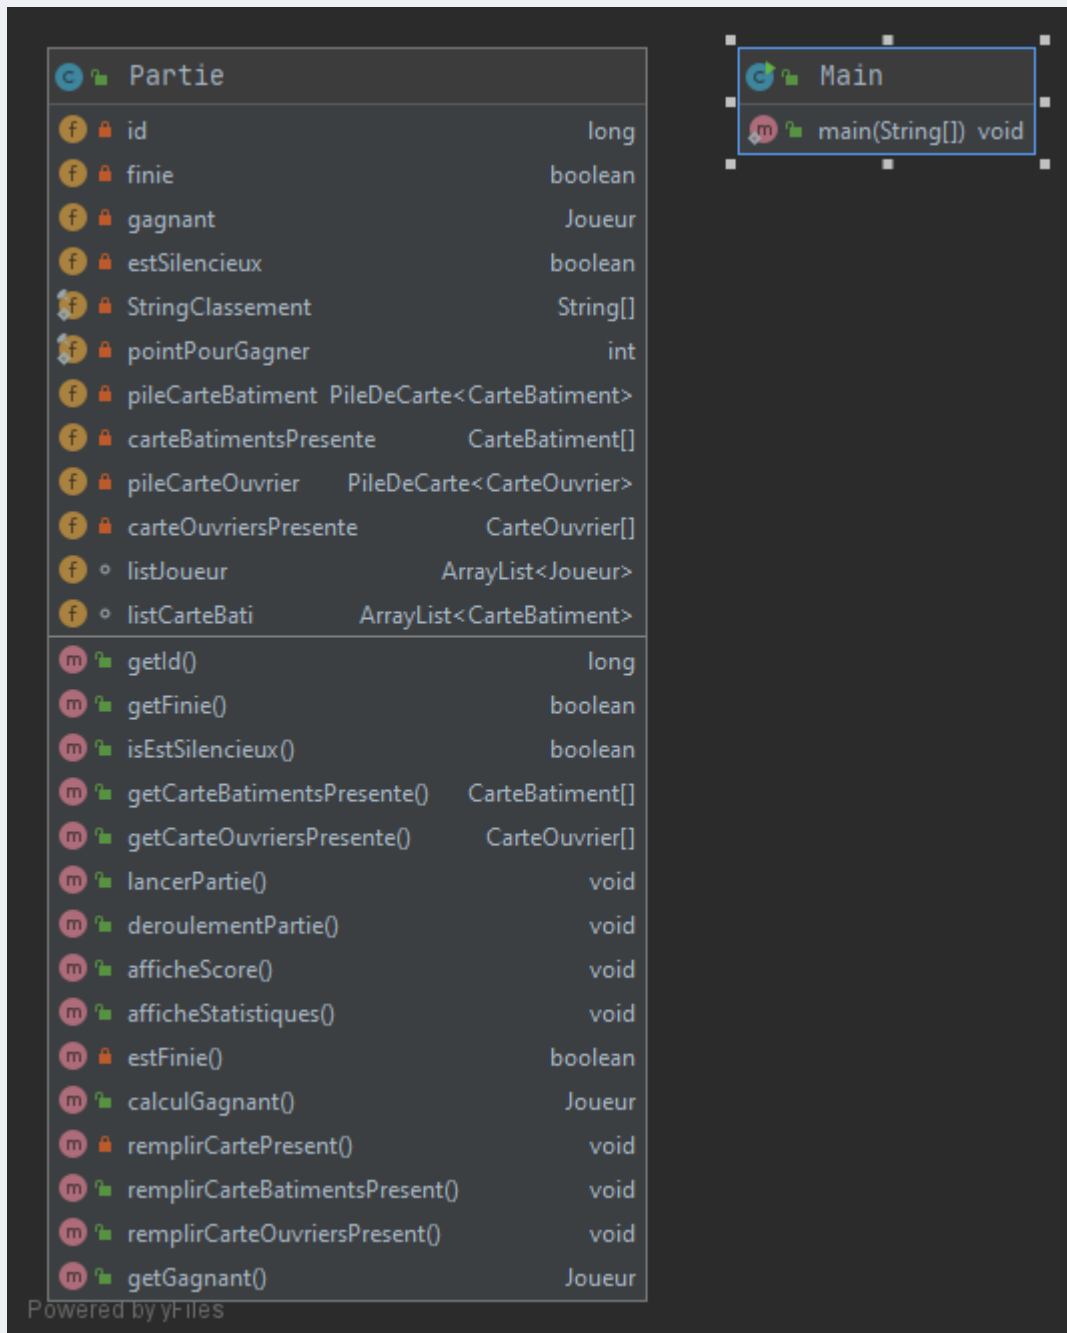 Partie
id long
finie boolean
gagnant Joueur
estSilencieux boolean
StringClassement String[]
pointPourGagner int
pileCarteBatiment PileDeCarte<CarteBatiment>
carteBatimentsPresente CarteBatiment[]
pileCarteOuvrier PileDeCarte<CarteOuvrier>
carteOuvriersPresente CarteOuvrier[]
listJoueur ArrayList<Joueur>
listCarteBati ArrayList<CarteBatiment>
getId() long
getFinie() boolean
isEstSilencieux() boolean
getCarteBatimentsPresente() CarteBatiment[]
getCarteOuvriersPresente() CarteOuvrier[]
lancerPartie() void
deroulementPartie() void
afficheScore() void
afficheStatistiques() void
estFinie() boolean
calculGagnant() Joueur
remplirCartePresent() void
remplirCarteBatimentsPresent() void
remplirCarteOuvriersPresent() void
getGagnant() Joueur
Powered by yFiles
Main
main(String[]) void